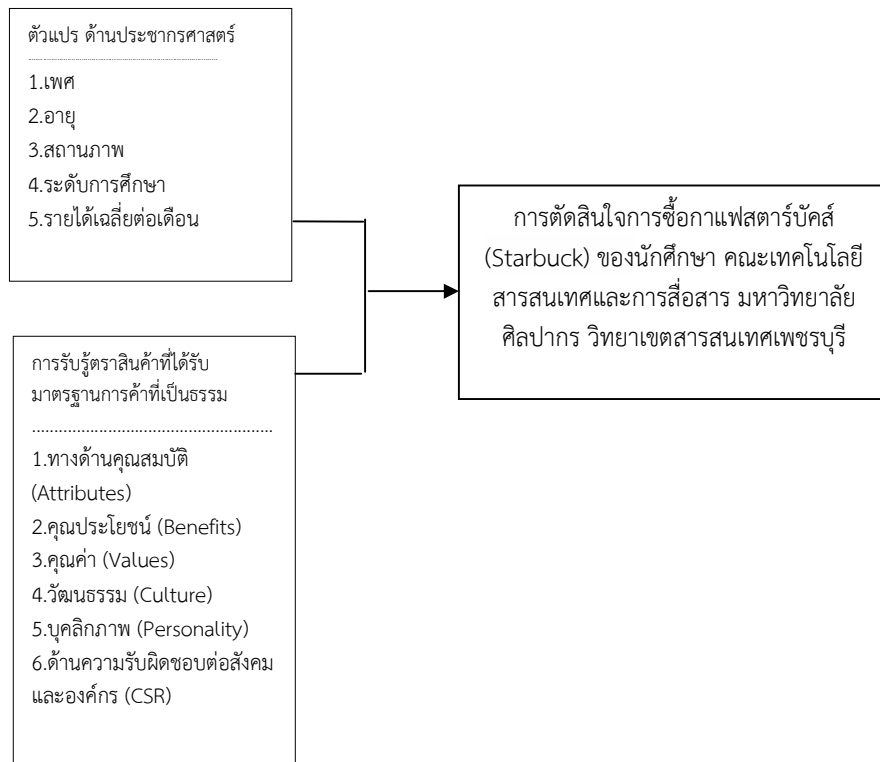 ตัวแปร ด้านประชากรศาสตร์
1.เพศ
2.อายุ
3.สถานภาพ
4.ระดับการศึกษา
5.รายได้เฉลี่ยต่อเดือน
การรับรู้ตราสินค้าที่ได้รับ
มาตรฐานการค้าที่เป็นธรรม
1.ทางด้านคุณสมบัติ
(Attributes)
2.คุณประโยชน์ (Benefits)
3.คุณค่า (Values)
4.วัฒนธรรม (Culture)
5.บุคลิกภาพ (Personality)
6.ด้านความรับผิดชอบต่อสังคม
และองค์กร (CSR)
การตัดสินใจการซื้อกาแฟสตาร์บัคส์
(Starbuck) ของนักศึกษา คณะเทคโนโลยี
สารสนเทศและการสื่อสาร มหาวิทยาลัย
ศิลปากร วิทยาเขตสารสนเทศเพชรบุรี